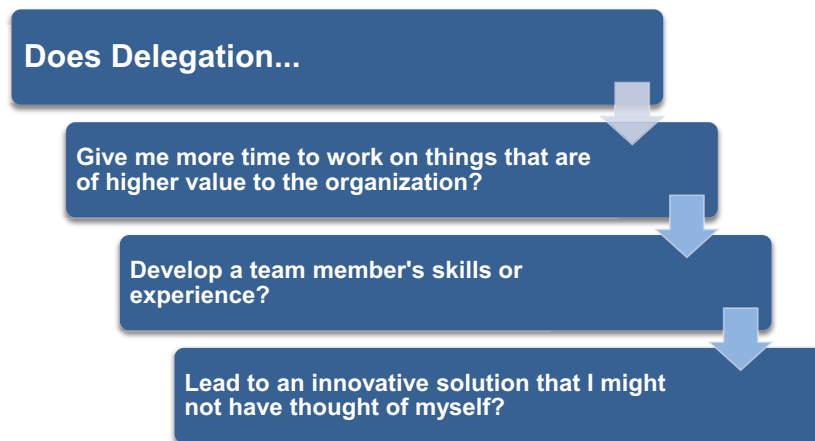 Does Delegation...
Give me more time to work on things that are
of higher value to the organization?
Develop a team member's skills or
experience?
Lead to an innovative solution that I might
not have thought of myself?